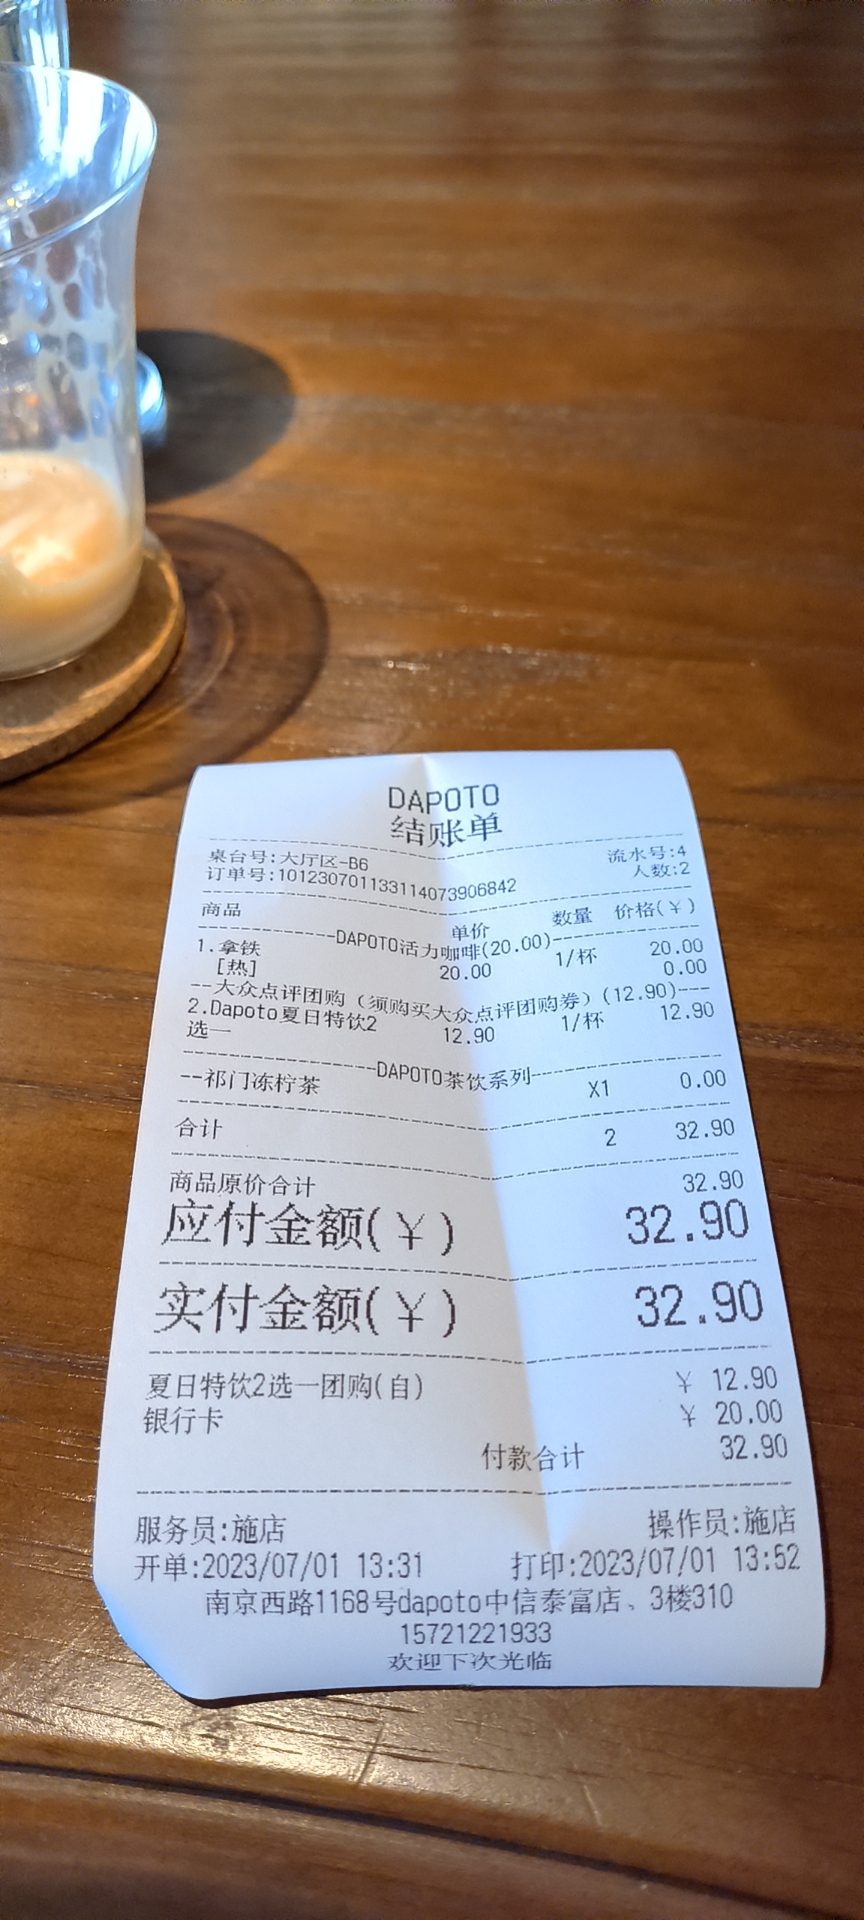 DAPOTO
结账单
桌台号:大厅区-B6 流水号:4
订单号:101230701133114073906842 人数:2
商品 单价 数量 价格(¥)
DAPOTO活力咖啡(20.00)
1.拿铁 20.00 1/杯 20.00
[热] 0.00
--大众点评团购（须购买大众点评团购券）(12.90)---
2.Dapoto夏日特饮2 12.90 1/杯 12.90
选一
DAPOTO茶饮系列
--祁门冻柠茶 X1 0.00
合计 2 32.90
商品原价合计 32.90
应付金额(¥) 32.90
实付金额(¥) 32.90
夏日特饮2选一团购(自) ¥ 12.90
银行卡 ¥ 20.00
付款合计 32.90
服务员:施店 操作员:施店
开单:2023/07/01 13:31 打印:2023/07/01 13:52
南京西路1168号dapoto中信泰富店、3楼310
15721221933
欢迎下次光临